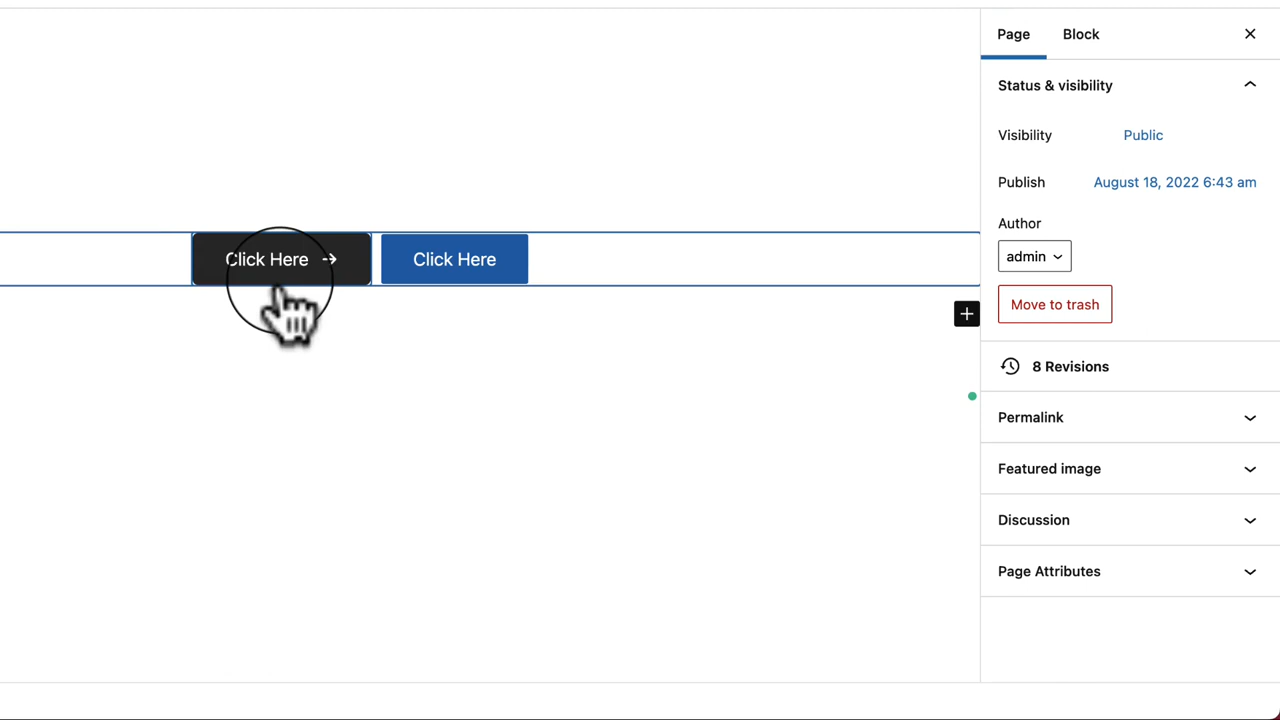 Page Block
Status & visibility
Visibility Public
Publish August 18, 2022 6:43 am
Author
admin
Move to trash
8 Revisions
Permalink
Featured image
Discussion
Page Attributes
Click Here → Click Here